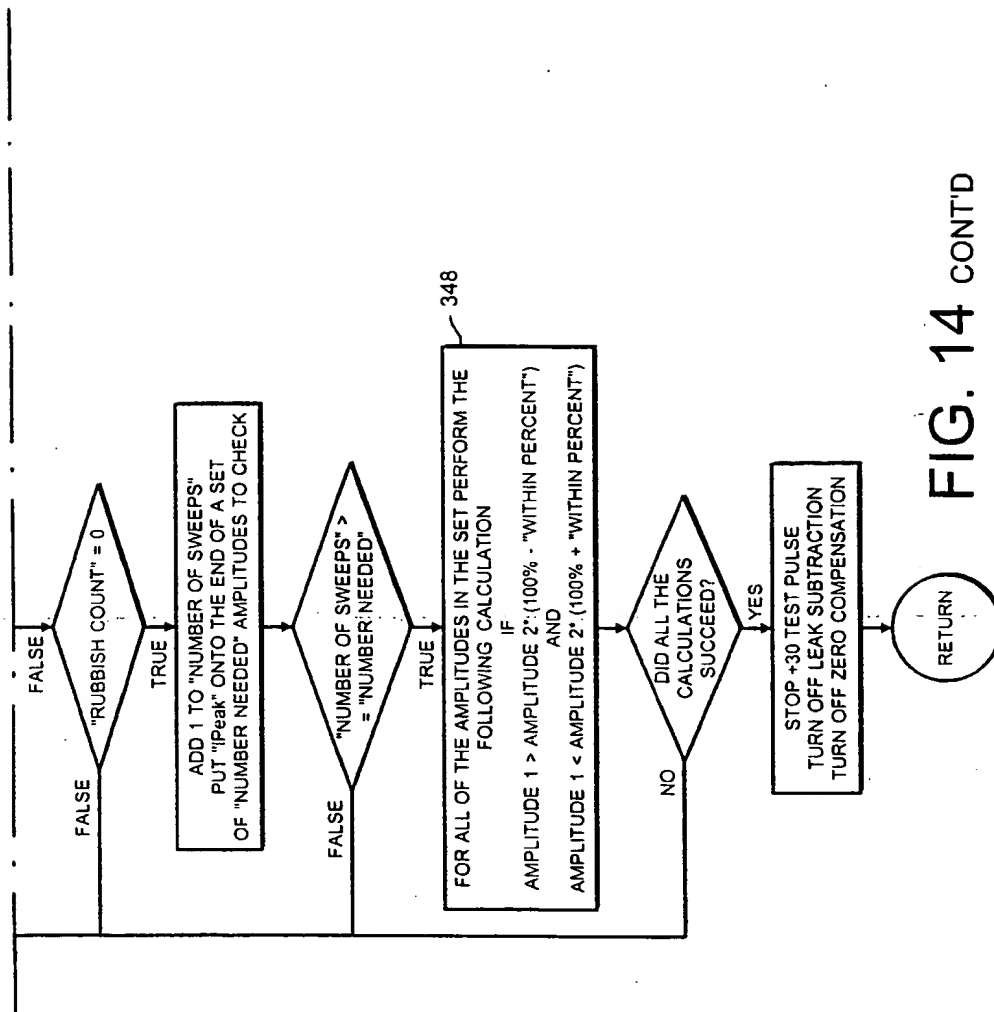 FALSE
"RUBBISH COUNT" = 0
FALSE
TRUE
ADD 1 TO "NUMBER OF SWEEPS"
PUT "IPeak" ONTO THE END OF A SET
OF "NUMBER NEEDED" AMPLITUDES TO CHECK
"NUMBER OF SWEEPS" >
= "NUMBER NEEDED"
FALSE
TRUE
348
FOR ALL OF THE AMPLITUDES IN THE SET PERFORM THE
FOLLOWING CALCULATION
IF
AMPLITUDE 1 > AMPLITUDE 2* (100% - "WITHIN PERCENT")
AND
AMPLITUDE 1 < AMPLITUDE 2* (100% + "WITHIN PERCENT")
DID ALL THE
CALCULATIONS
SUCCEED?
NO
YES
STOP +30 TEST PULSE
TURN OFF LEAK SUBTRACTION
TURN OFF ZERO COMPENSATION
RETURN
FIG. 14 CONT'D